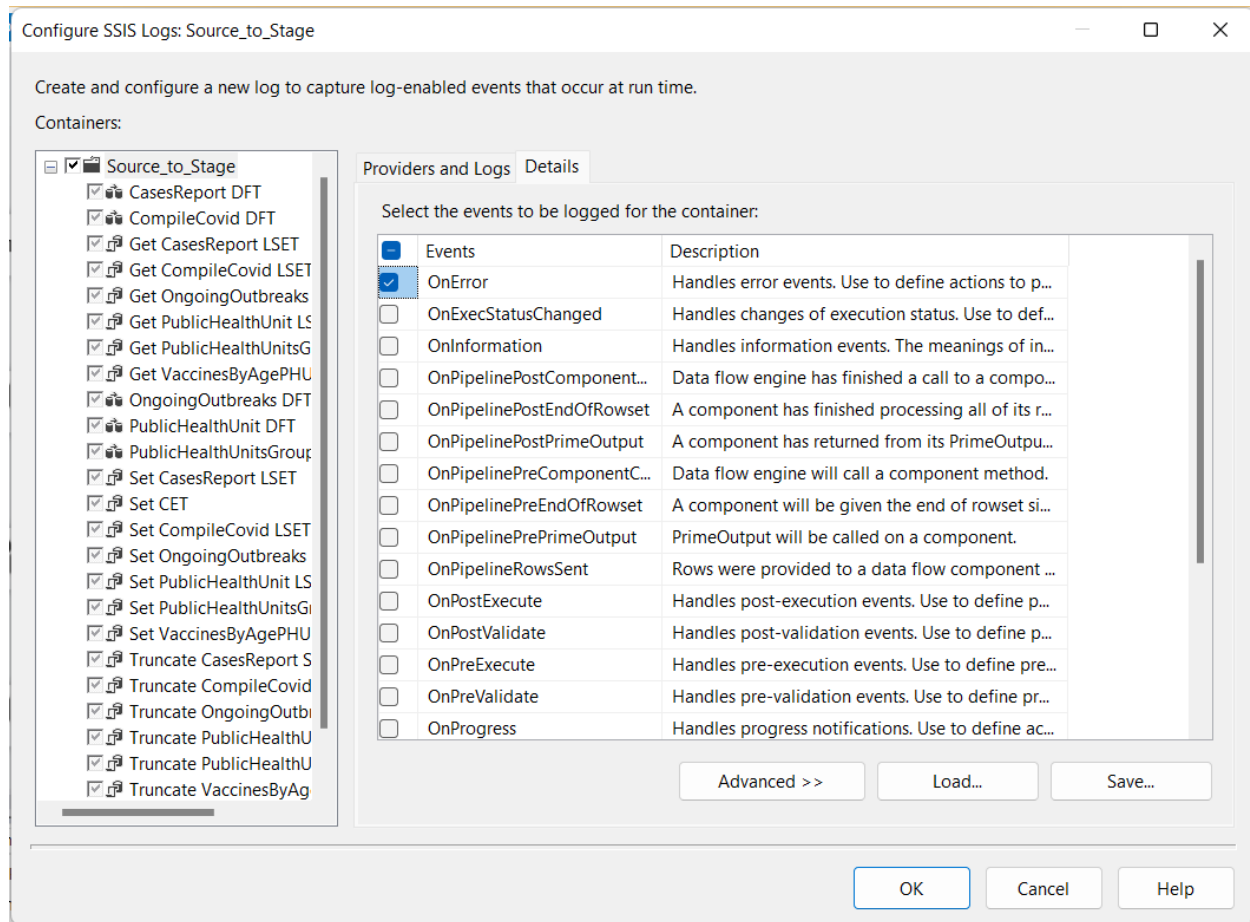 Configure SSIS Logs: Source_to_Stage
Create and configure a new log to capture log-enabled events that occur at run time.
Containers:
Source_to_Stage
CasesReport DFT
CompileCovid DFT
Get CasesReport LSET
Get CompileCovid LSET
Get OngoingOutbreaks
Get PublicHealthUnit LS
Get PublicHealthUnitsG
Get VaccinesByAgePHU
OngoingOutbreaks DFT
PublicHealthUnit DFT
PublicHealthUnitsGroup
Set CasesReport LSET
Set CET
Set CompileCovid LSET
Set OngoingOutbreaks
Set PublicHealthUnit LS
Set PublicHealthUnitsGr
Set VaccinesByAgePHU
Truncate CasesReport S
Truncate CompileCovid
Truncate OngoingOutbr
Truncate PublicHealthU
Truncate PublicHealthU
Truncate VaccinesByAg
Providers and Logs Details
Select the events to be logged for the container:
Events Description
OnError Handles error events. Use to define actions to p...
OnExecStatusChanged Handles changes of execution status. Use to def...
OnInformation Handles information events. The meanings of in...
OnPipelinePostComponent... Data flow engine has finished a call to a compo...
OnPipelinePostEndOfRowset A component has finished processing all of its r...
OnPipelinePostPrimeOutput A component has returned from its PrimeOutpu...
OnPipelinePreComponentC... Data flow engine will call a component method.
OnPipelinePreEndOfRowset A component will be given the end of rowset si...
OnPipelinePrePrimeOutput PrimeOutput will be called on a component.
OnPipelineRowsSent Rows were provided to a data flow component ...
OnPostExecute Handles post-execution events. Use to define p...
OnPostValidate Handles post-validation events. Use to define p...
OnPreExecute Handles pre-execution events. Use to define pre...
OnPreValidate Handles pre-validation events. Use to define pr...
OnProgress Handles progress notifications. Use to define ac...
Advanced >> Load... Save...
OK Cancel Help